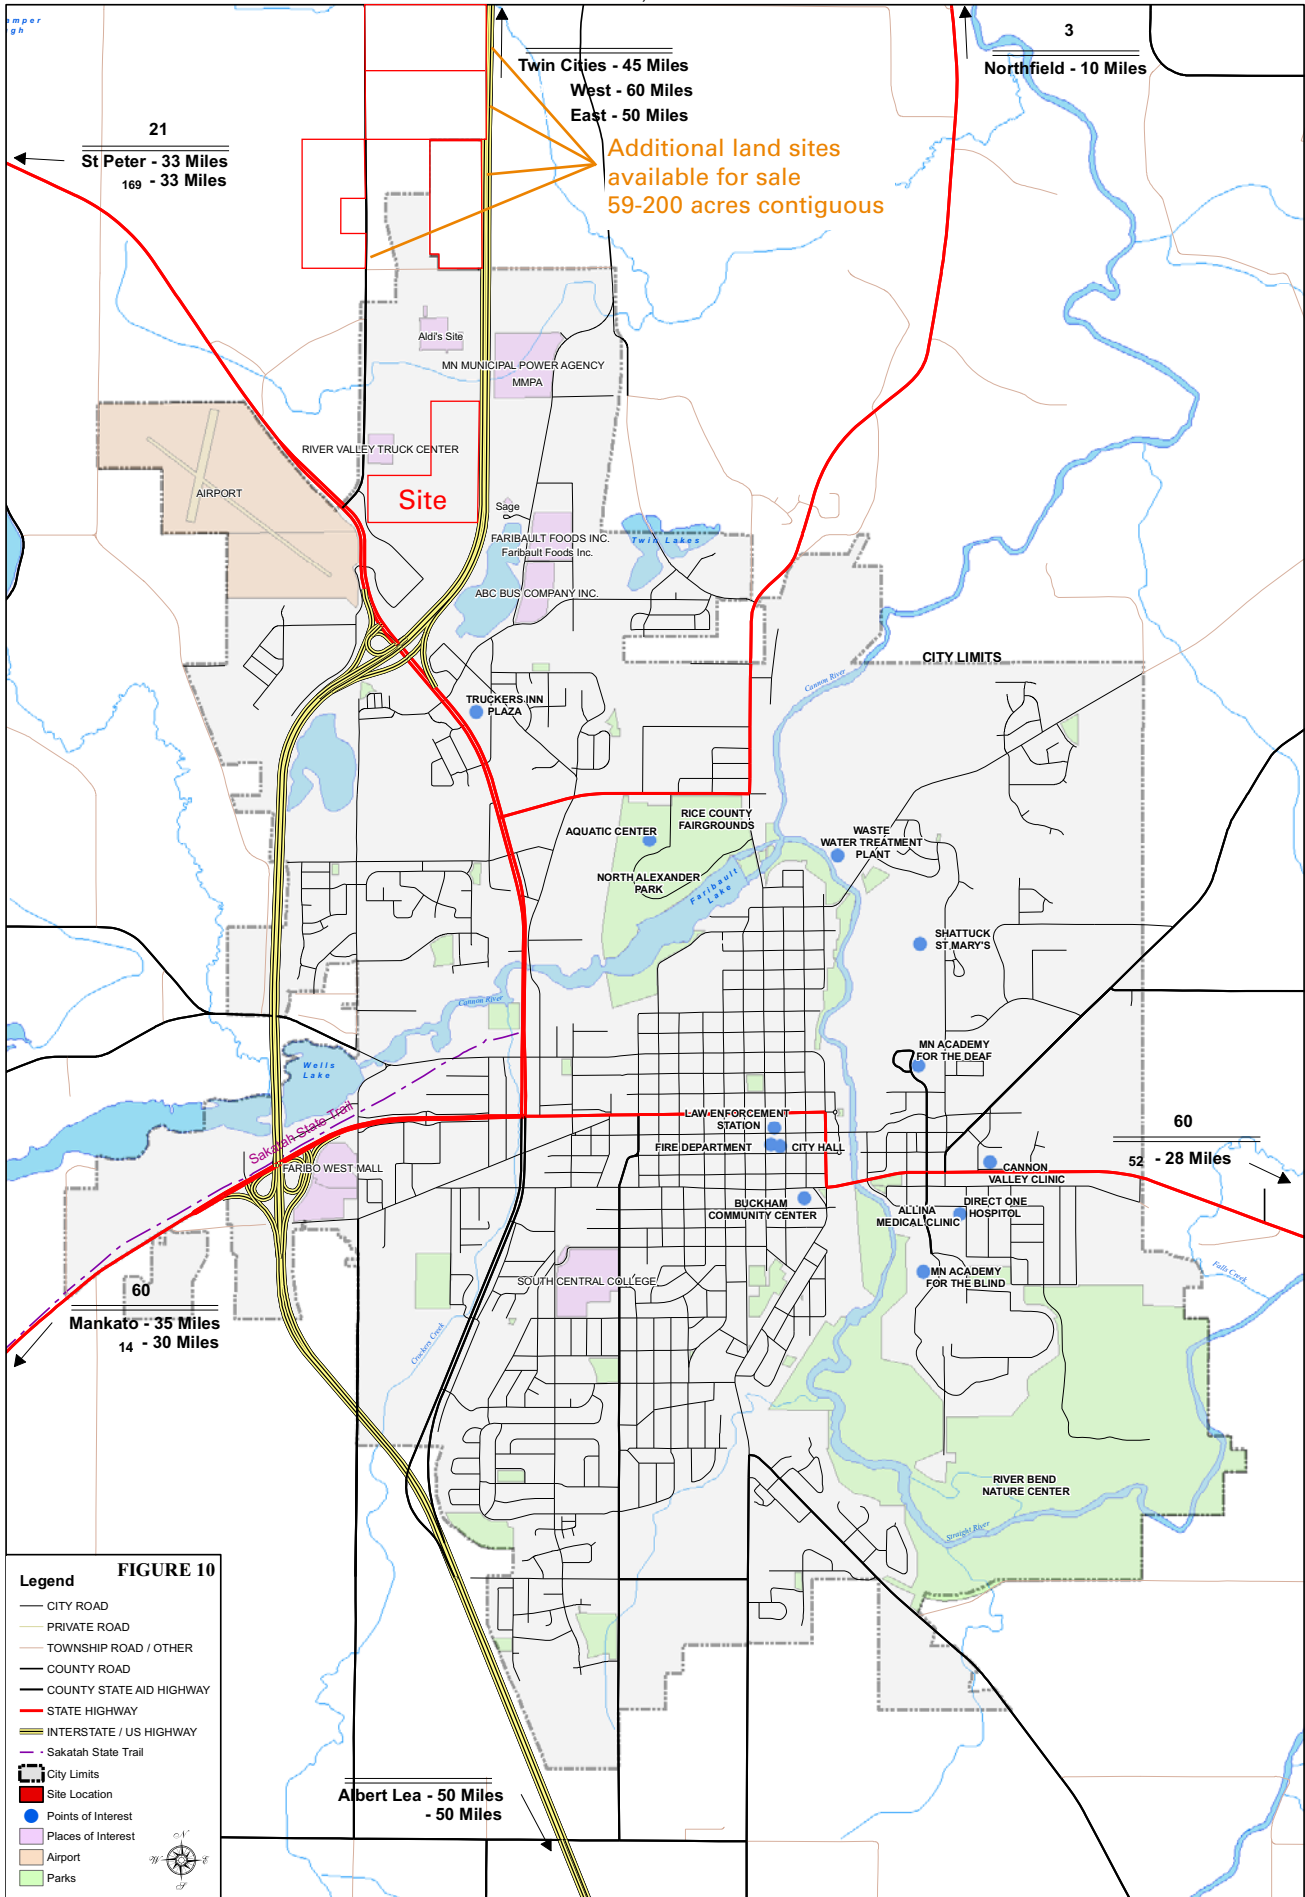 amper
gh
Twin Cities - 45 Miles
West - 60 Miles
East - 50 Miles
3
Northfield - 10 Miles
21
St Peter - 33 Miles
169 - 33 Miles
Additional land sites
available for sale
59-200 acres contiguous
Aldi's Site
MN MUNICIPAL POWER AGENCY
MMPA
RIVER VALLEY TRUCK CENTER
AIRPORT
Site
Sage
FARIBAULT FOODS INC.
Faribault Foods Inc.
Twin Lakes
ABC BUS COMPANY INC.
CITY LIMITS
Cannon River
TRUCKERS INN
PLAZA
RICE COUNTY
FAIRGROUNDS
AQUATIC CENTER
WASTE
WATER TREATMENT
PLANT
NORTH ALEXANDER
PARK
Faribault
Lake
SHATTUCK
ST MARY'S
Cannon River
MN ACADEMY
FOR THE DEAF
Wells
Lake
Sakatah State Trail
LAW ENFORCEMENT
STATION
FIRE DEPARTMENT
CITY HALL
60
52 - 28 Miles
FARIBO WEST MALL
CANNON
VALLEY CLINIC
BUCKHAM
COMMUNITY CENTER
ALLINA
MEDICAL CLINIC
DIRECT ONE
HOSPITOL
SOUTH CENTRAL COLLEGE
MN ACADEMY
FOR THE BLIND
Falls Creek
60
Mankato - 35 Miles
14 - 30 Miles
Crockers Creek
RIVER BEND
NATURE CENTER
Straight River
FIGURE 10
Legend
CITY ROAD
PRIVATE ROAD
TOWNSHIP ROAD / OTHER
COUNTY ROAD
COUNTY STATE AID HIGHWAY
STATE HIGHWAY
INTERSTATE / US HIGHWAY
Sakatah State Trail
City Limits
Site Location
Points of Interest
Places of Interest
Airport
Parks
N
W
E
S
Albert Lea - 50 Miles
- 50 Miles